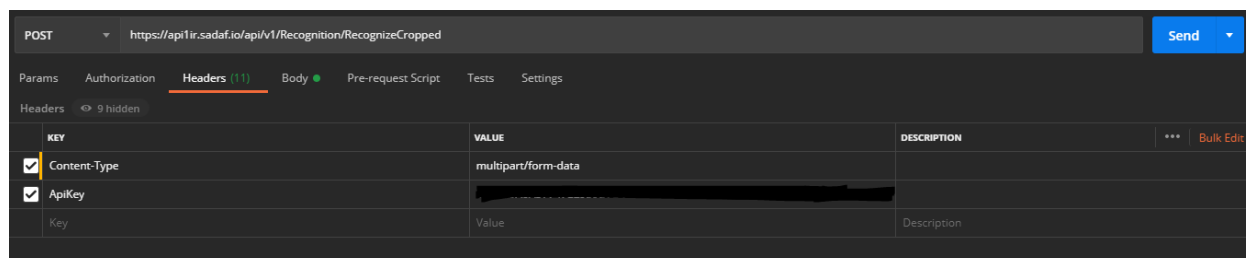 POST https://api1ir.sadaf.io/api/v1/Recognition/RecognizeCropped Send
Params Authorization Headers (11) Body Pre-request Script Tests Settings
Headers 9 hidden
KEY VALUE DESCRIPTION ••• Bulk Edit
Content-Type multipart/form-data
ApiKey
Key Value Description